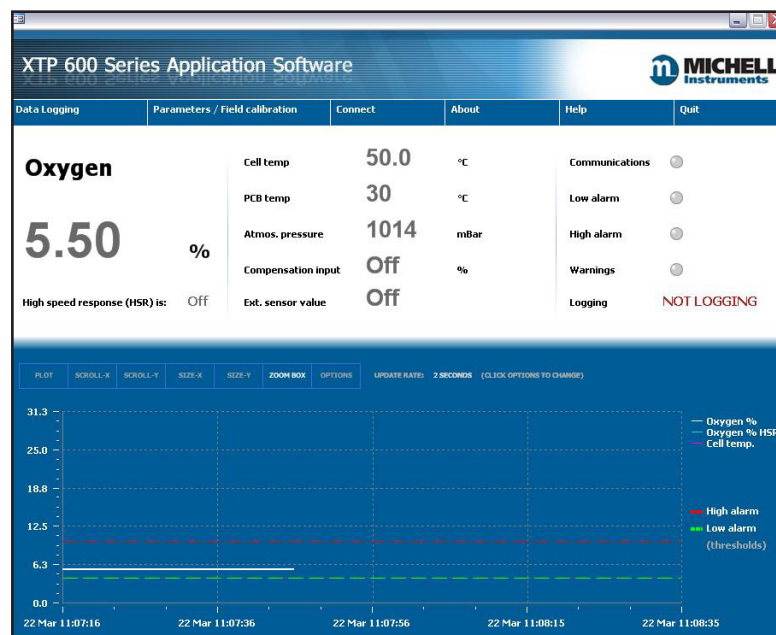 XTP 600 Series Application Software
MICHELL
Instruments
Data Logging Parameters / Field calibration Connect About Help Quit
Oxygen
5.50 %
High speed response (HSR) is: Off
Cell temp 50.0 °C
PCB temp 30 °C
Atmos. pressure 1014 mBar
Compensation input Off %
Ext. sensor value Off
Communications
Low alarm
High alarm
Warnings
Logging NOT LOGGING
PLOT SCROLL-X SCROLL-Y SIZE-X SIZE-Y ZOOM BOX OPTIONS UPDATE RATE: 2 SECONDS (CLICK OPTIONS TO CHANGE)
31.3
25.0
18.8
12.5
6.3
0.0
22 Mar 11:07:16 22 Mar 11:07:36 22 Mar 11:07:56 22 Mar 11:08:15 22 Mar 11:08:35
Oxygen %
Oxygen % HSR
Cell temp.
High alarm
Low alarm
(thresholds)